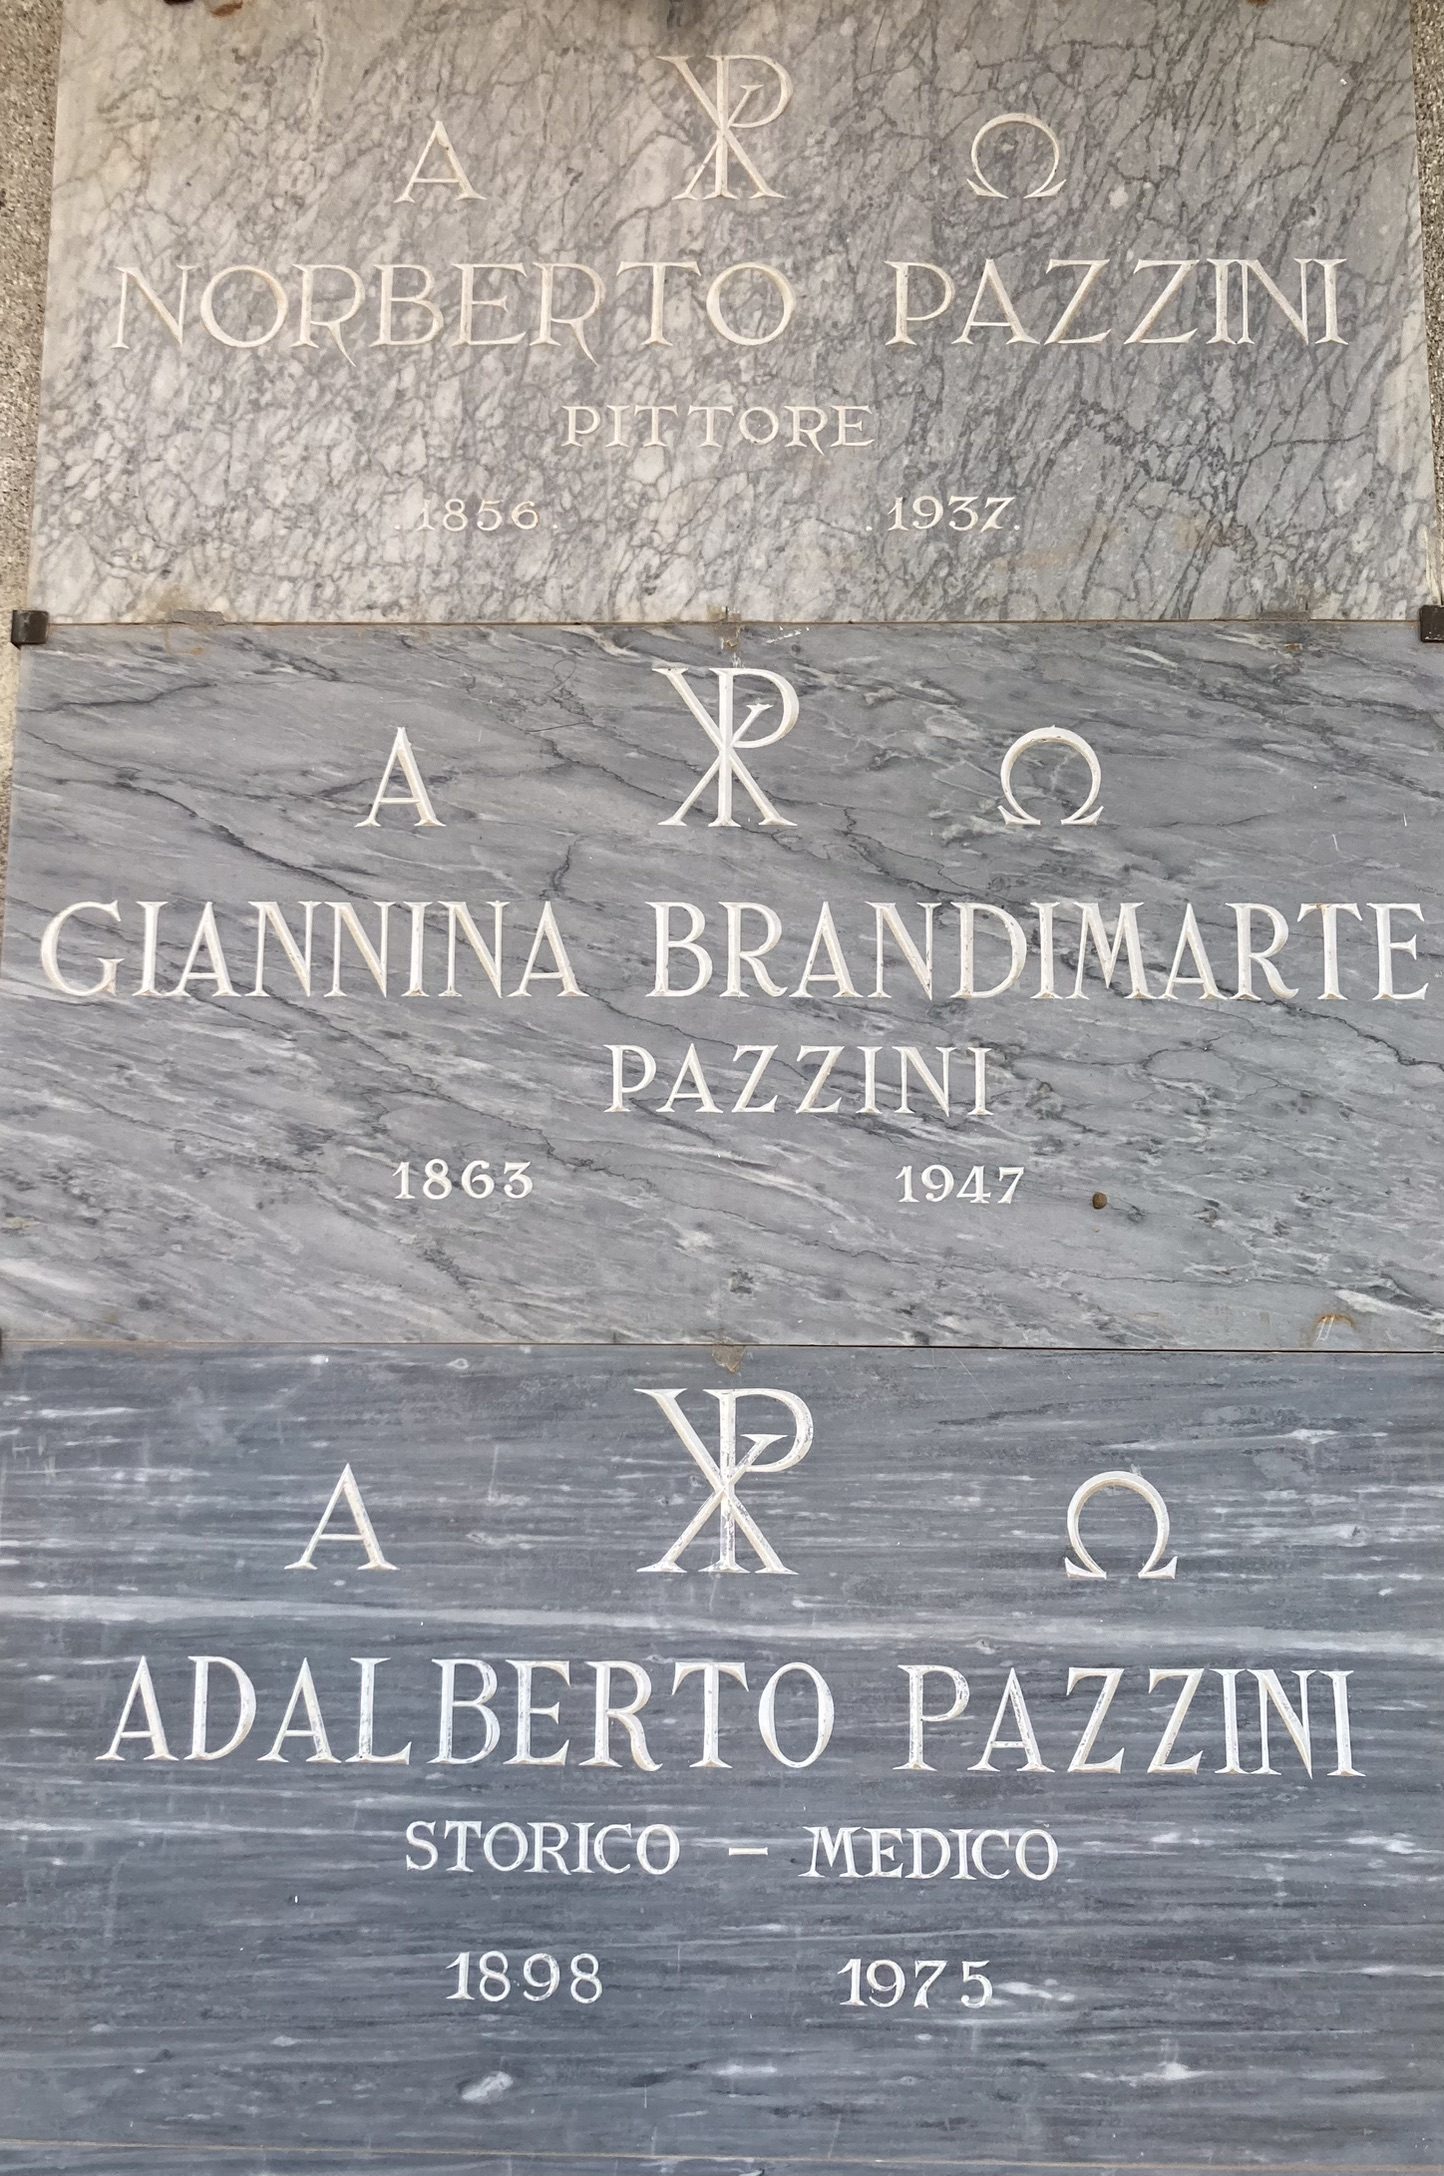 Α ☧ Ω
NORBERTO PAZZINI
PITTORE
.1856. .1937.
Α ☧ Ω
GIANNINA BRANDIMARTE
PAZZINI
1863 1947
Α ☧ Ω
ADALBERTO PAZZINI
STORICO - MEDICO
1898 1975